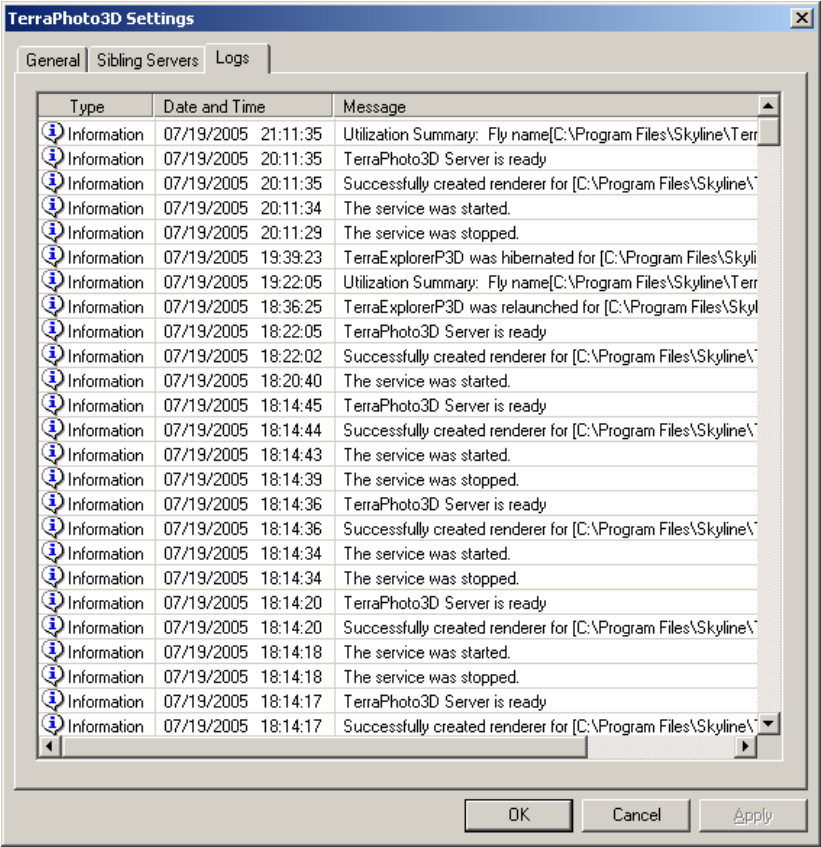 TerraPhoto3D Settings
General Sibling Servers Logs
Type Date and Time Message
Information 07/19/2005 21:11:35 Utilization Summary: Fly name[C:\Program Files\Skyline\Terr
Information 07/19/2005 20:11:35 TerraPhoto3D Server is ready
Information 07/19/2005 20:11:35 Successfully created renderer for [C:\Program Files\Skyline\T
Information 07/19/2005 20:11:34 The service was started.
Information 07/19/2005 20:11:29 The service was stopped.
Information 07/19/2005 19:39:23 TerraExplorerP3D was hibernated for [C:\Program Files\Skyli
Information 07/19/2005 19:22:05 Utilization Summary: Fly name[C:\Program Files\Skyline\Terr
Information 07/19/2005 18:36:25 TerraExplorerP3D was relaunched for [C:\Program Files\Skyl
Information 07/19/2005 18:22:05 TerraPhoto3D Server is ready
Information 07/19/2005 18:22:02 Successfully created renderer for [C:\Program Files\Skyline\T
Information 07/19/2005 18:20:40 The service was started.
Information 07/19/2005 18:14:45 TerraPhoto3D Server is ready
Information 07/19/2005 18:14:44 Successfully created renderer for [C:\Program Files\Skyline\T
Information 07/19/2005 18:14:43 The service was started.
Information 07/19/2005 18:14:39 The service was stopped.
Information 07/19/2005 18:14:36 TerraPhoto3D Server is ready
Information 07/19/2005 18:14:36 Successfully created renderer for [C:\Program Files\Skyline\T
Information 07/19/2005 18:14:34 The service was started.
Information 07/19/2005 18:14:34 The service was stopped.
Information 07/19/2005 18:14:20 TerraPhoto3D Server is ready
Information 07/19/2005 18:14:20 Successfully created renderer for [C:\Program Files\Skyline\T
Information 07/19/2005 18:14:18 The service was started.
Information 07/19/2005 18:14:18 The service was stopped.
Information 07/19/2005 18:14:17 TerraPhoto3D Server is ready
Information 07/19/2005 18:14:17 Successfully created renderer for [C:\Program Files\Skyline\T
OK Cancel Apply